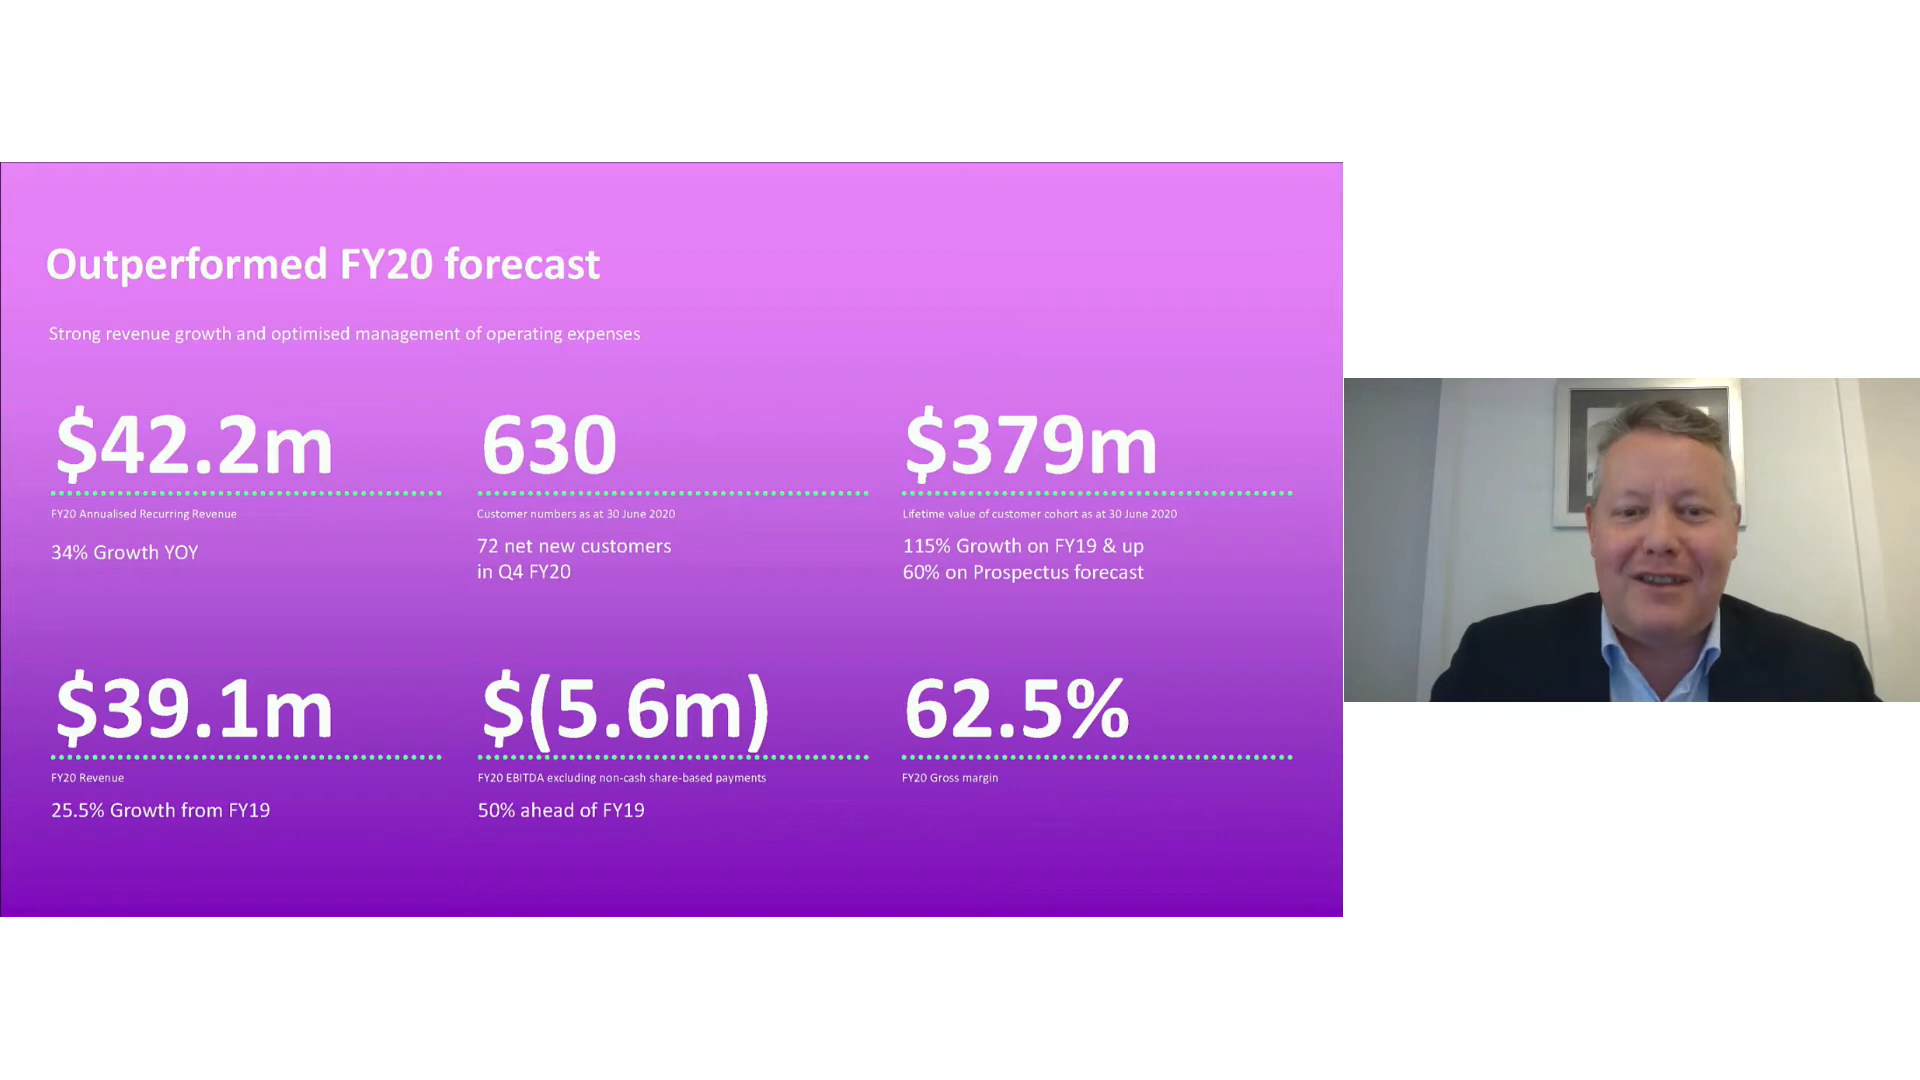 Outperformed FY20 forecast
Strong revenue growth and optimised management of operating expenses
$42.2m
FY20 Annualised Recurring Revenue
34% Growth YOY
630
Customer numbers as at 30 June 2020
72 net new customers
in Q4 FY20
$379m
Lifetime value of customer cohort as at 30 June 2020
115% Growth on FY19 & up
60% on Prospectus forecast
$39.1m
FY20 Revenue
25.5% Growth from FY19
$(5.6m)
FY20 EBITDA excluding non-cash share-based payments
50% ahead of FY19
62.5%
FY20 Gross margin